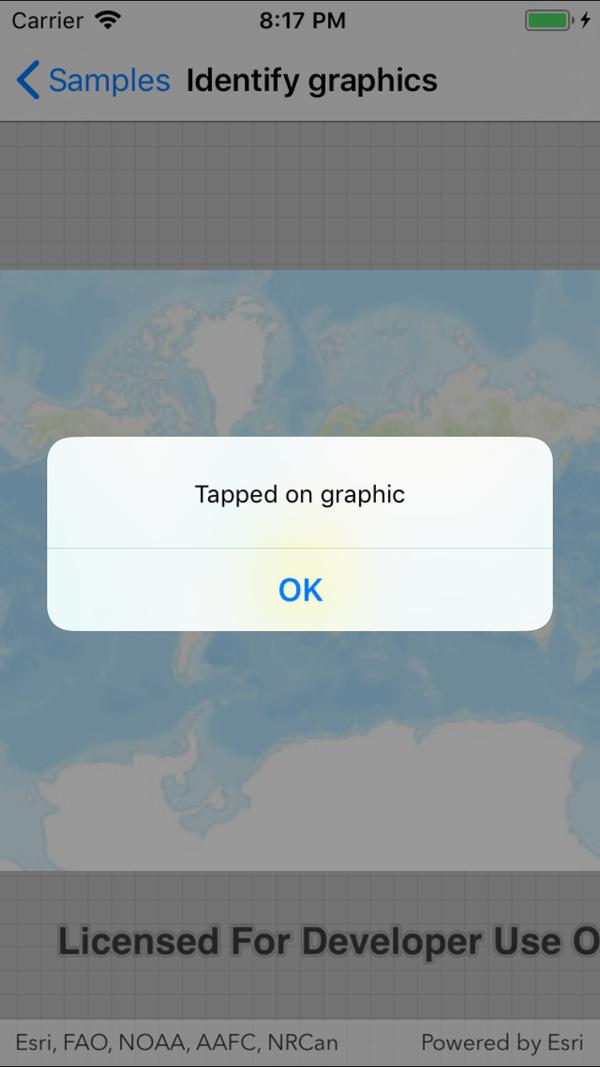 Carrier 8:17 PM
Samples Identify graphics
Tapped on graphic
OK
Licensed For Developer Use O
Esri, FAO, NOAA, AAFC, NRCan Powered by Esri